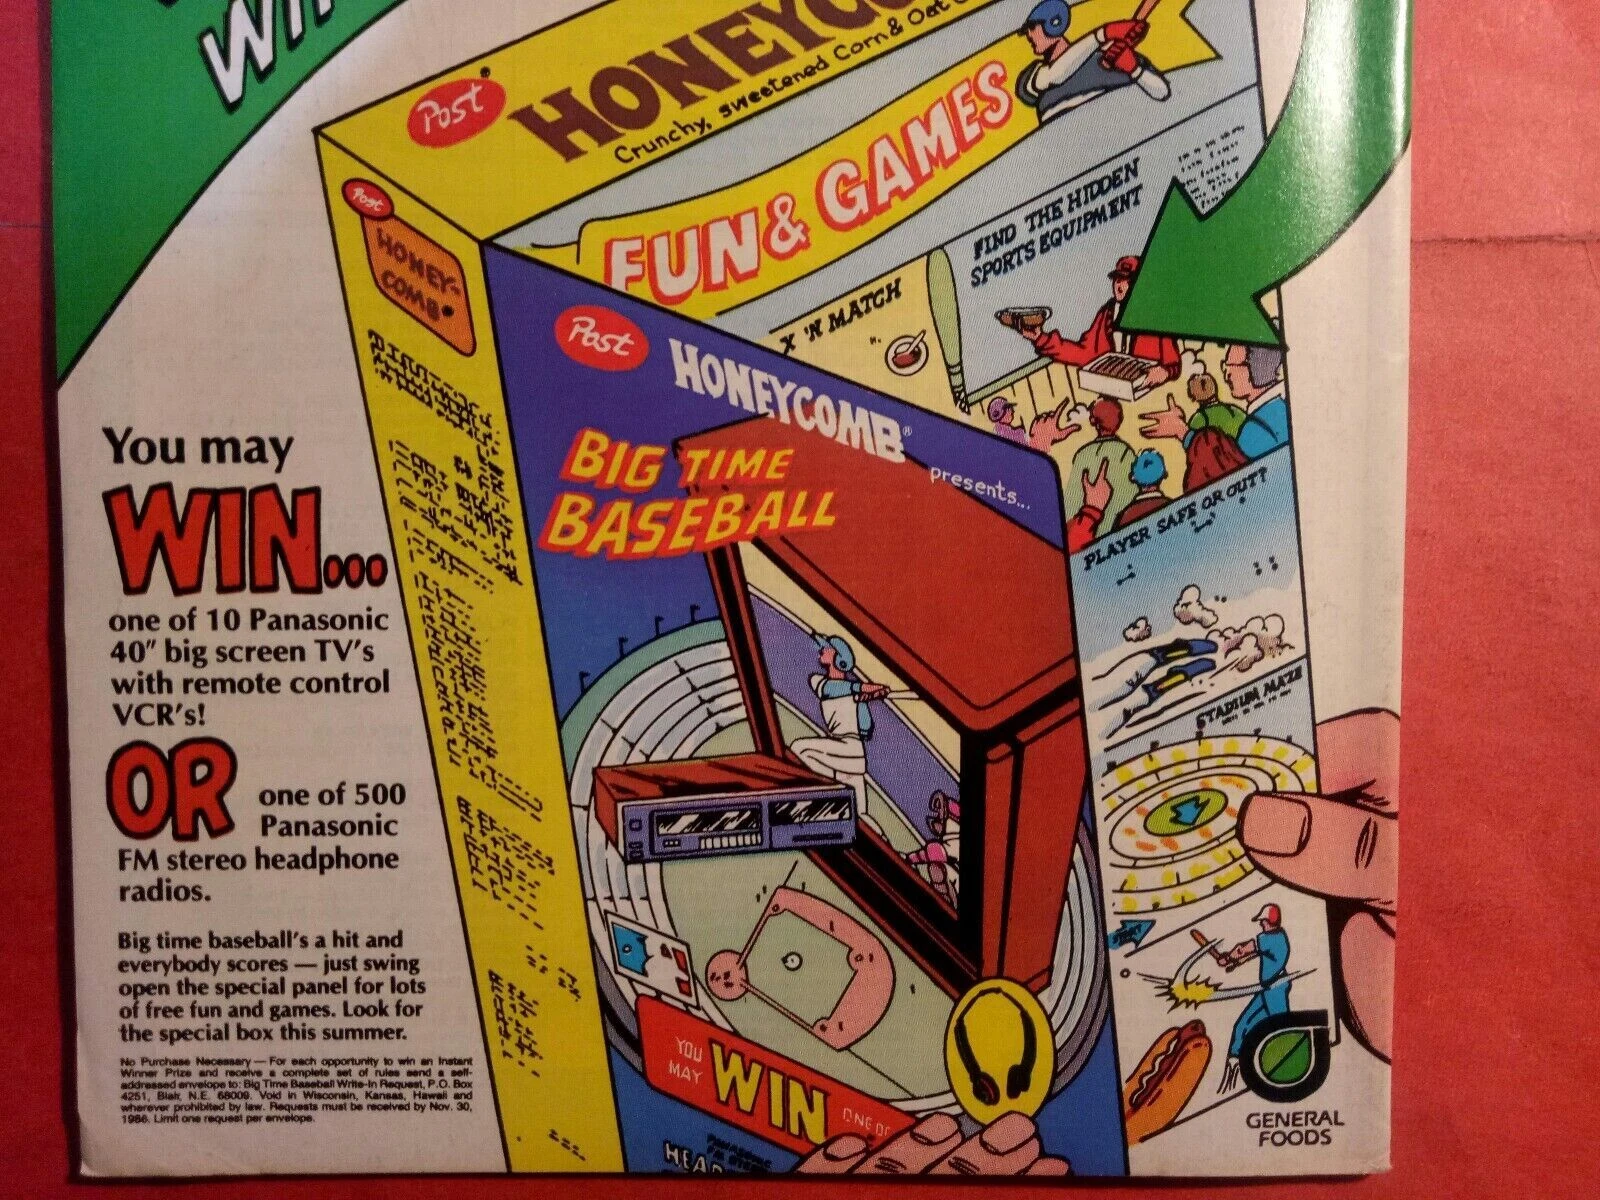 WI
Post®
HONEYCO
Crunchy, sweetened Corn & Oat
FUN & GAMES
FIND THE HIDDEN
SPORTS EQUIPMENT
X 'N MATCH
Post
HONEY-
COMB®
Post
HONEYCOMB®
presents...
BIG TIME
BASEBALL
PLAYER SAFE OR OUT?
STADIUM MAZE
START
YOU
MAY
WIN
ONE OF
HEAD
GENERAL
FOODS
You may
WIN...
one of 10 Panasonic
40" big screen TV's
with remote control
VCR's!
OR one of 500
Panasonic
FM stereo headphone
radios.
Big time baseball's a hit and
everybody scores — just swing
open the special panel for lots
of free fun and games. Look for
the special box this summer.
No Purchase Necessary — For each opportunity to win an Instant
Winner Prize and receive a complete set of rules send a self-
addressed envelope to: Big Time Baseball Write-In Request, P.O. Box
4251, Blair, N.E. 68009. Void in Wisconsin, Kansas, Hawaii and
wherever prohibited by law. Requests must be received by Nov. 30,
1986. Limit one request per envelope.